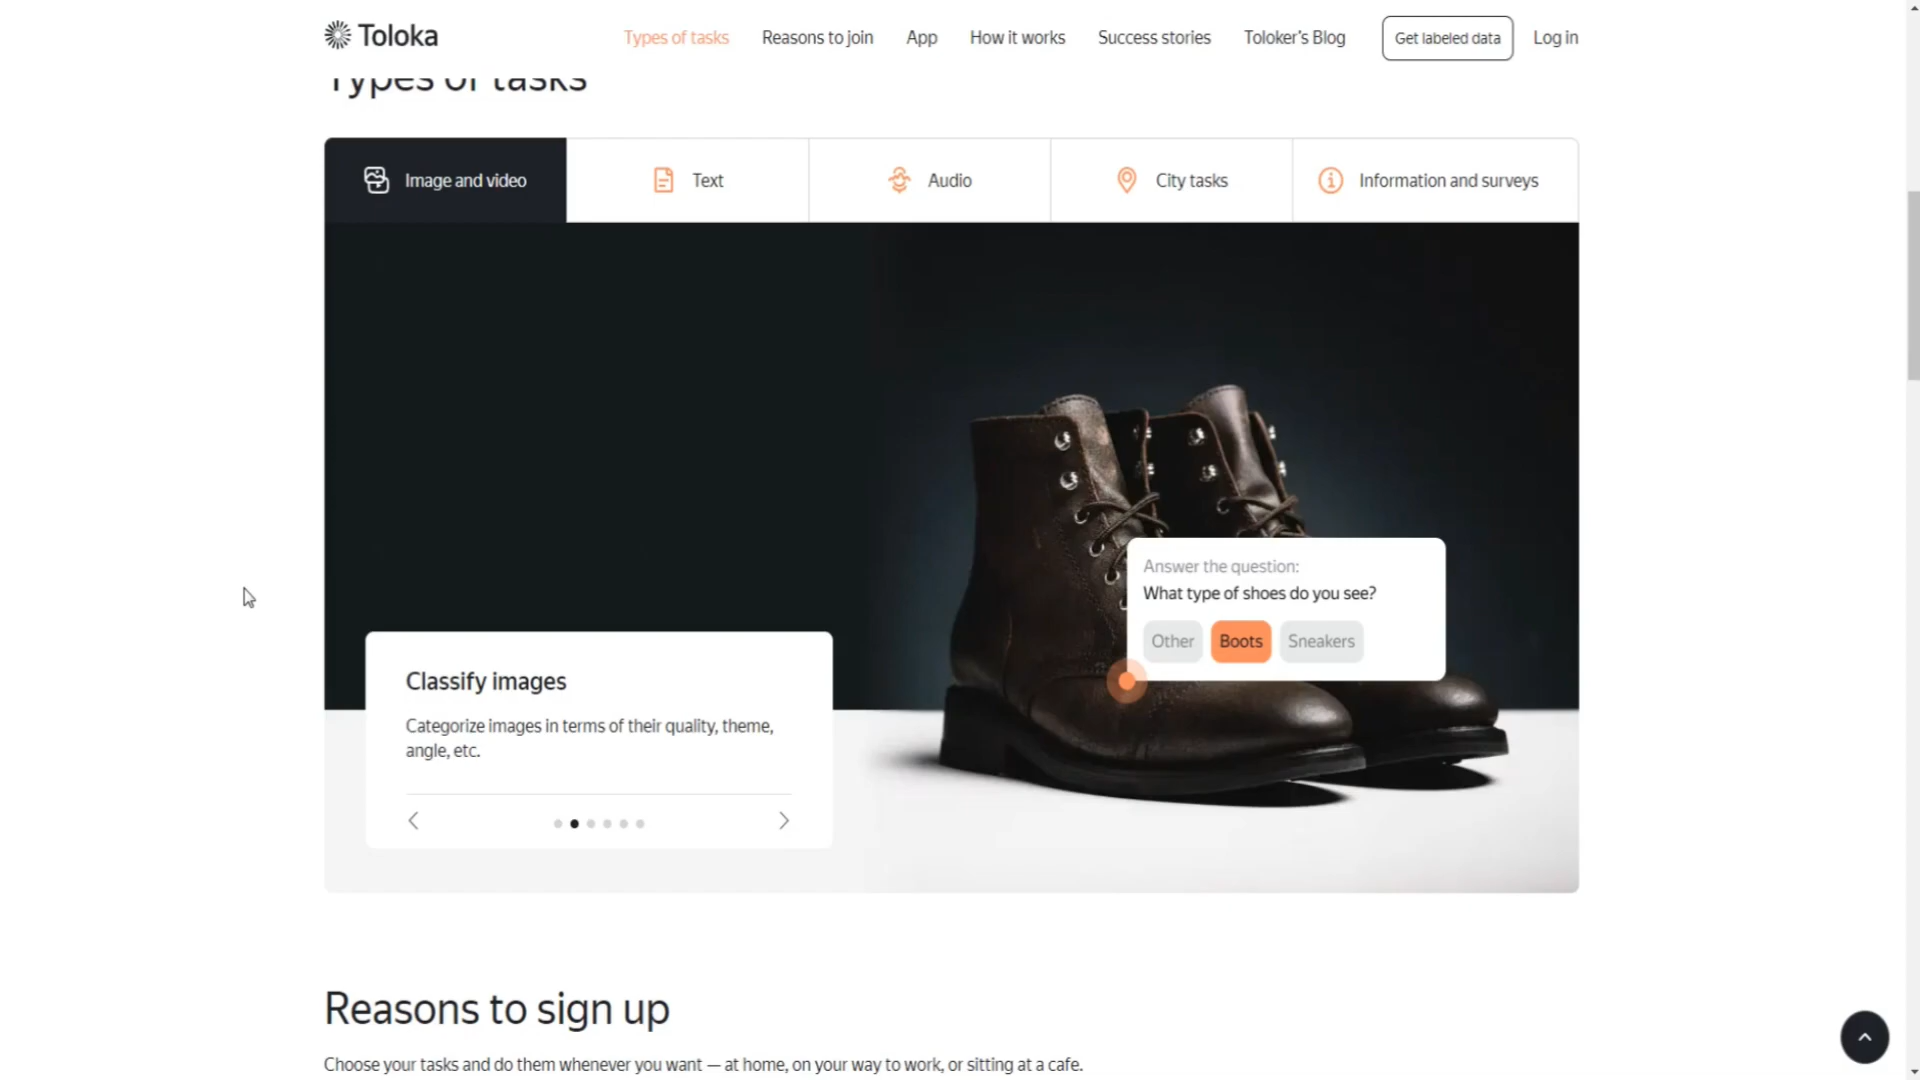 Toloka
Types of tasks
Reasons to join
App
How it works
Success stories
Toloker's Blog
Get labeled data
Log in
Types of tasks
Image and video
Text
Audio
City tasks
Information and surveys
Answer the question:
What type of shoes do you see?
Other
Boots
Sneakers
Classify images
Categorize images in terms of their quality, theme,
angle, etc.
Reasons to sign up
Choose your tasks and do them whenever you want — at home, on your way to work, or sitting at a cafe.